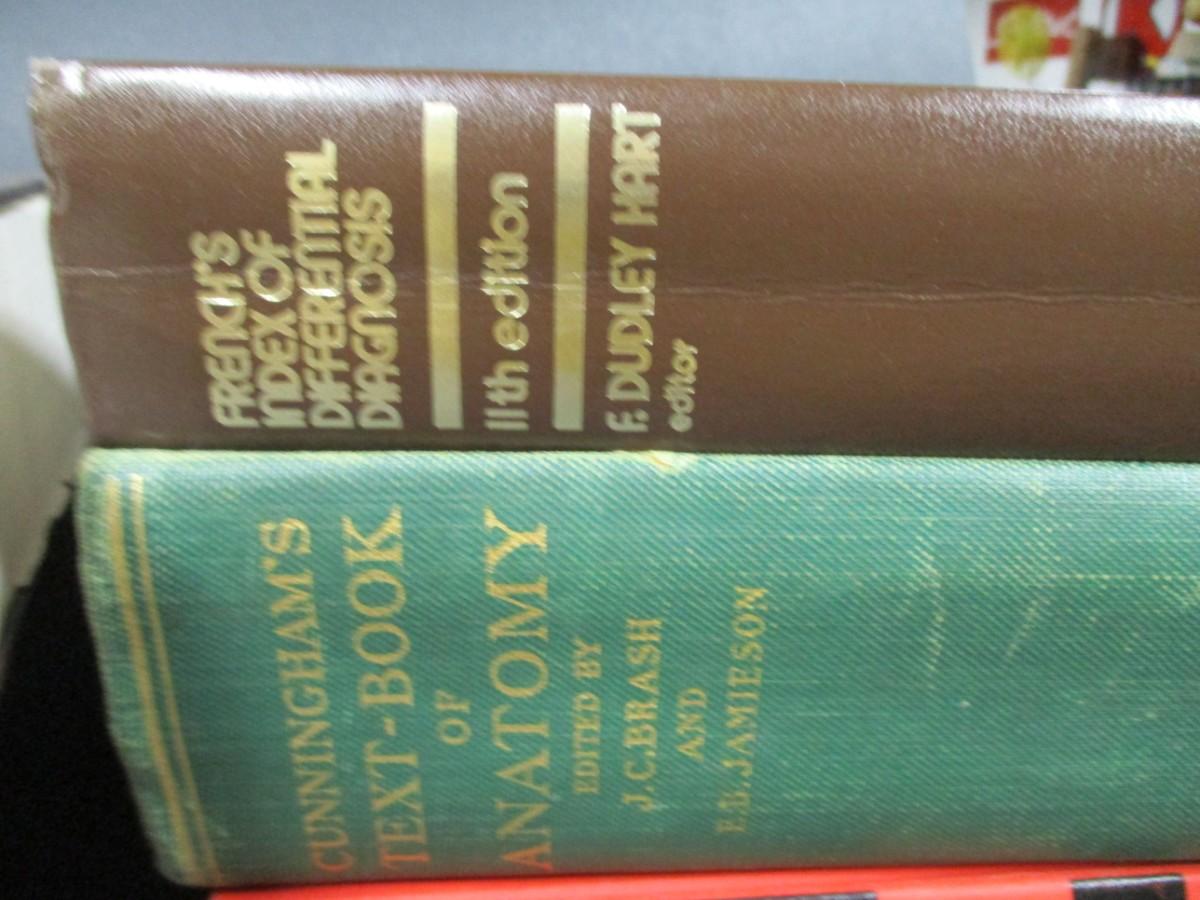 FRENCH'S
INDEX OF
DIFFERENTIAL
DIAGNOSIS
11th edition
F. DUDLEY HART
editor
CUNNINGHAM'S
TEXT-BOOK
OF
ANATOMY
EDITED BY
J.C.BRASH
AND
E.B.JAMIESON